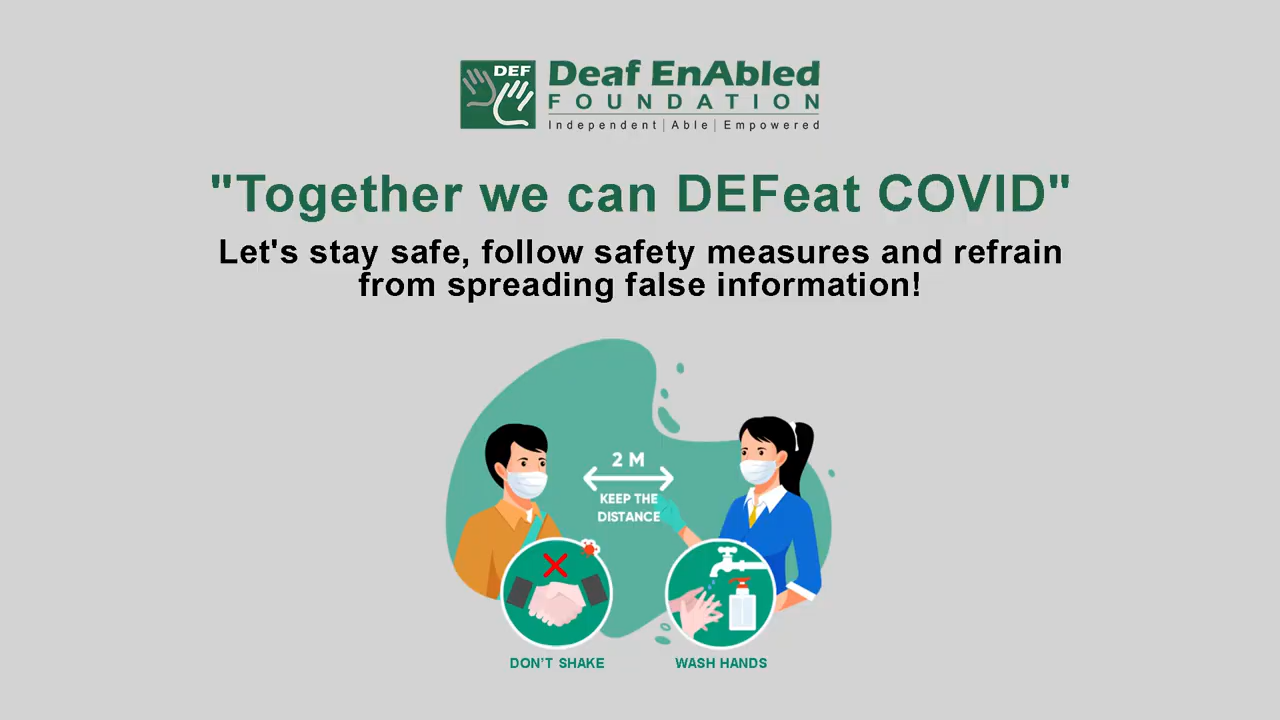 DEF
Deaf EnAbled
FOUNDATION
Independent | Able | Empowered
"Together we can DEFeat COVID"
Let's stay safe, follow safety measures and refrain
from spreading false information!
2 M
KEEP THE
DISTANCE
DON'T SHAKE
WASH HANDS